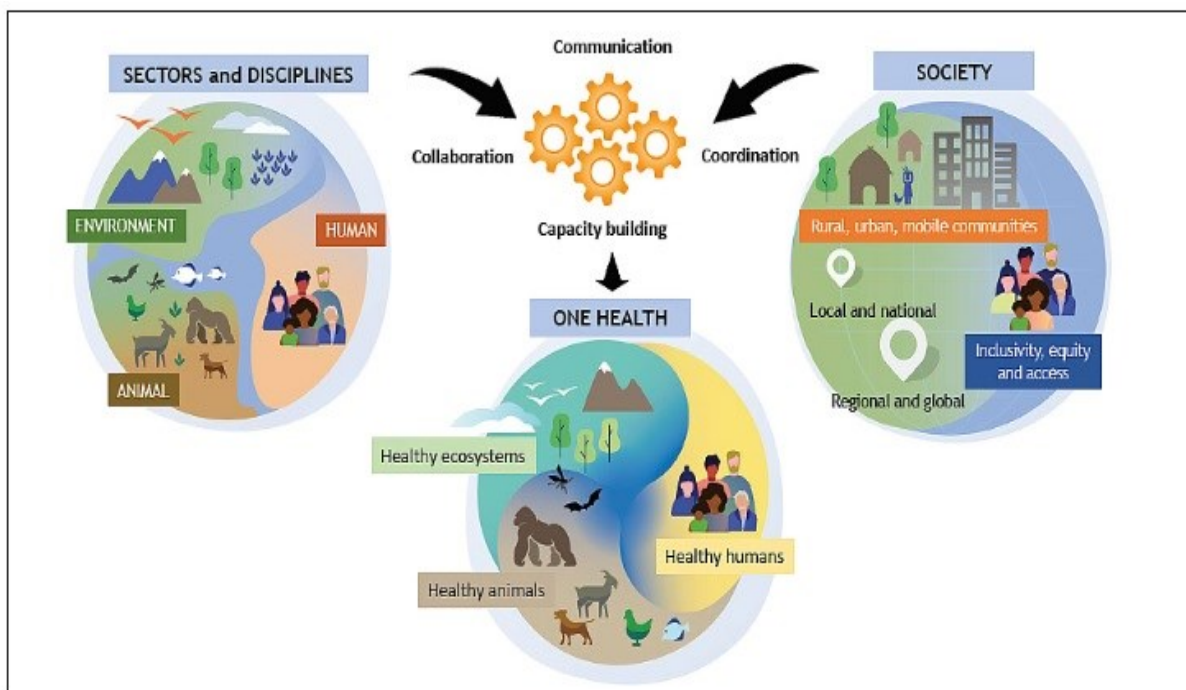 Communication
SECTORS and DISCIPLINES
SOCIETY
Collaboration
Coordination
ENVIRONMENT
HUMAN
Rural, urban, mobile communities
Capacity building
Local and national
ONE HEALTH
Inclusivity, equity
and access
ANIMAL
Regional and global
Healthy ecosystems
Healthy humans
Healthy animals